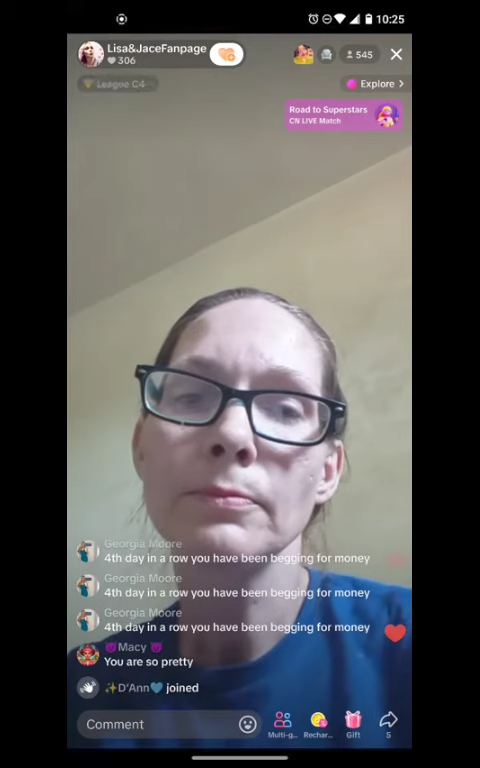 10:25
Lisa&JaceFanpage
306
545
League C4
Explore >
Road to Superstars
CN LIVE Match
Georgia Moore
4th day in a row you have been begging for money
Georgia Moore
4th day in a row you have been begging for money
Georgia Moore
4th day in a row you have been begging for money
😈Macy 😈
You are so pretty
✨D'Ann🩵 joined
Comment
Multi-g... Rechar... Gift 5